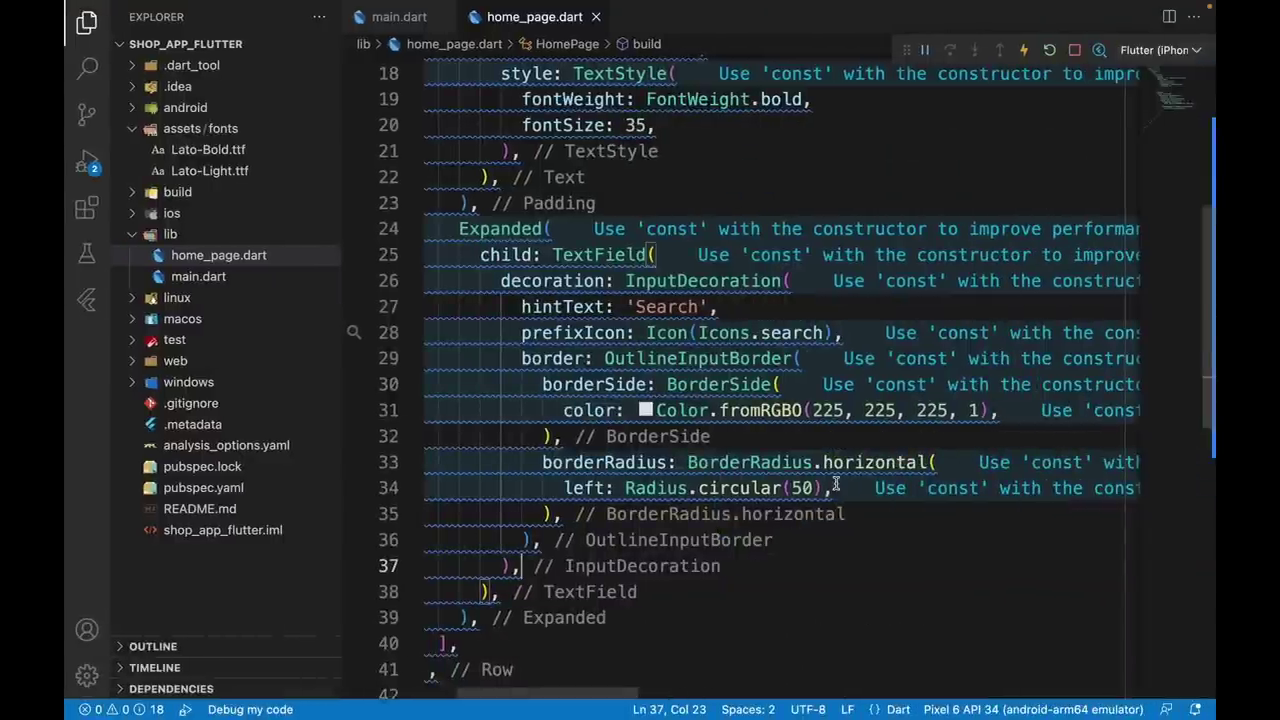 EXPLORER
SHOP_APP_FLUTTER
.dart_tool
.idea
android
assets/fonts
Aa Lato-Bold.ttf
Aa Lato-Light.ttf
build
ios
lib
home_page.dart
main.dart
linux
macos
test
web
windows
.gitignore
.metadata
analysis_options.yaml
pubspec.lock
pubspec.yaml
README.md
shop_app_flutter.iml
OUTLINE
TIMELINE
DEPENDENCIES
2
main.dart
home_page.dart
lib > home_page.dart > HomePage > build
Flutter (iPhon
18 style: TextStyle( Use 'const' with the constructor to impro
19 fontWeight: FontWeight.bold,
20 fontSize: 35,
21 ), // TextStyle
22 ), // Text
23 ), // Padding
24 Expanded( Use 'const' with the constructor to improve performan
25 child: TextField( Use 'const' with the constructor to improve
26 decoration: InputDecoration( Use 'const' with the constructor
27 hintText: 'Search',
28 prefixIcon: Icon(Icons.search), Use 'const' with the cons
29 border: OutlineInputBorder( Use 'const' with the construc
30 borderSide: BorderSide( Use 'const' with the constructo
31 color: Color.fromRGBO(225, 225, 225, 1), Use 'cons
32 ), // BorderSide
33 borderRadius: BorderRadius.horizontal( Use 'const' wit
34 left: Radius.circular(50), Use 'const' with the const
35 ), // BorderRadius.horizontal
36 ), // OutlineInputBorder
37 ), // InputDecoration
38 ), // TextField
39 ), // Expanded
40 ],
41 , // Row
42
0 0 18 Debug my code Ln 37, Col 23 Spaces: 2 UTF-8 LF {} Dart Pixel 6 API 34 (android-arm64 emulator)